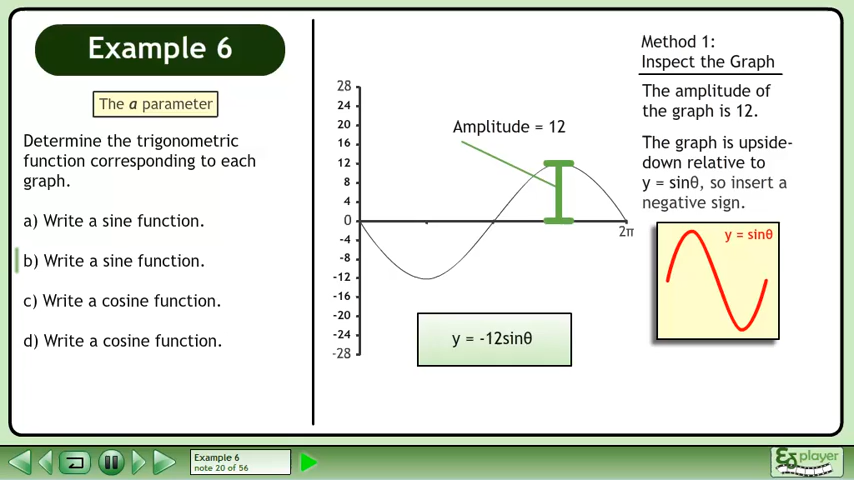 Example 6
The a parameter
Determine the trigonometric
function corresponding to each
graph.
a) Write a sine function.
b) Write a sine function.
c) Write a cosine function.
d) Write a cosine function.
28
24
20
16
12
8
4
0
-4
-8
-12
-16
-20
-24
-28
Amplitude = 12
2π
y = -12sinθ
Method 1:
Inspect the Graph
The amplitude of
the graph is 12.
The graph is upside-
down relative to
y = sinθ, so insert a
negative sign.
y = sinθ
Example 6
note 20 of 56
player